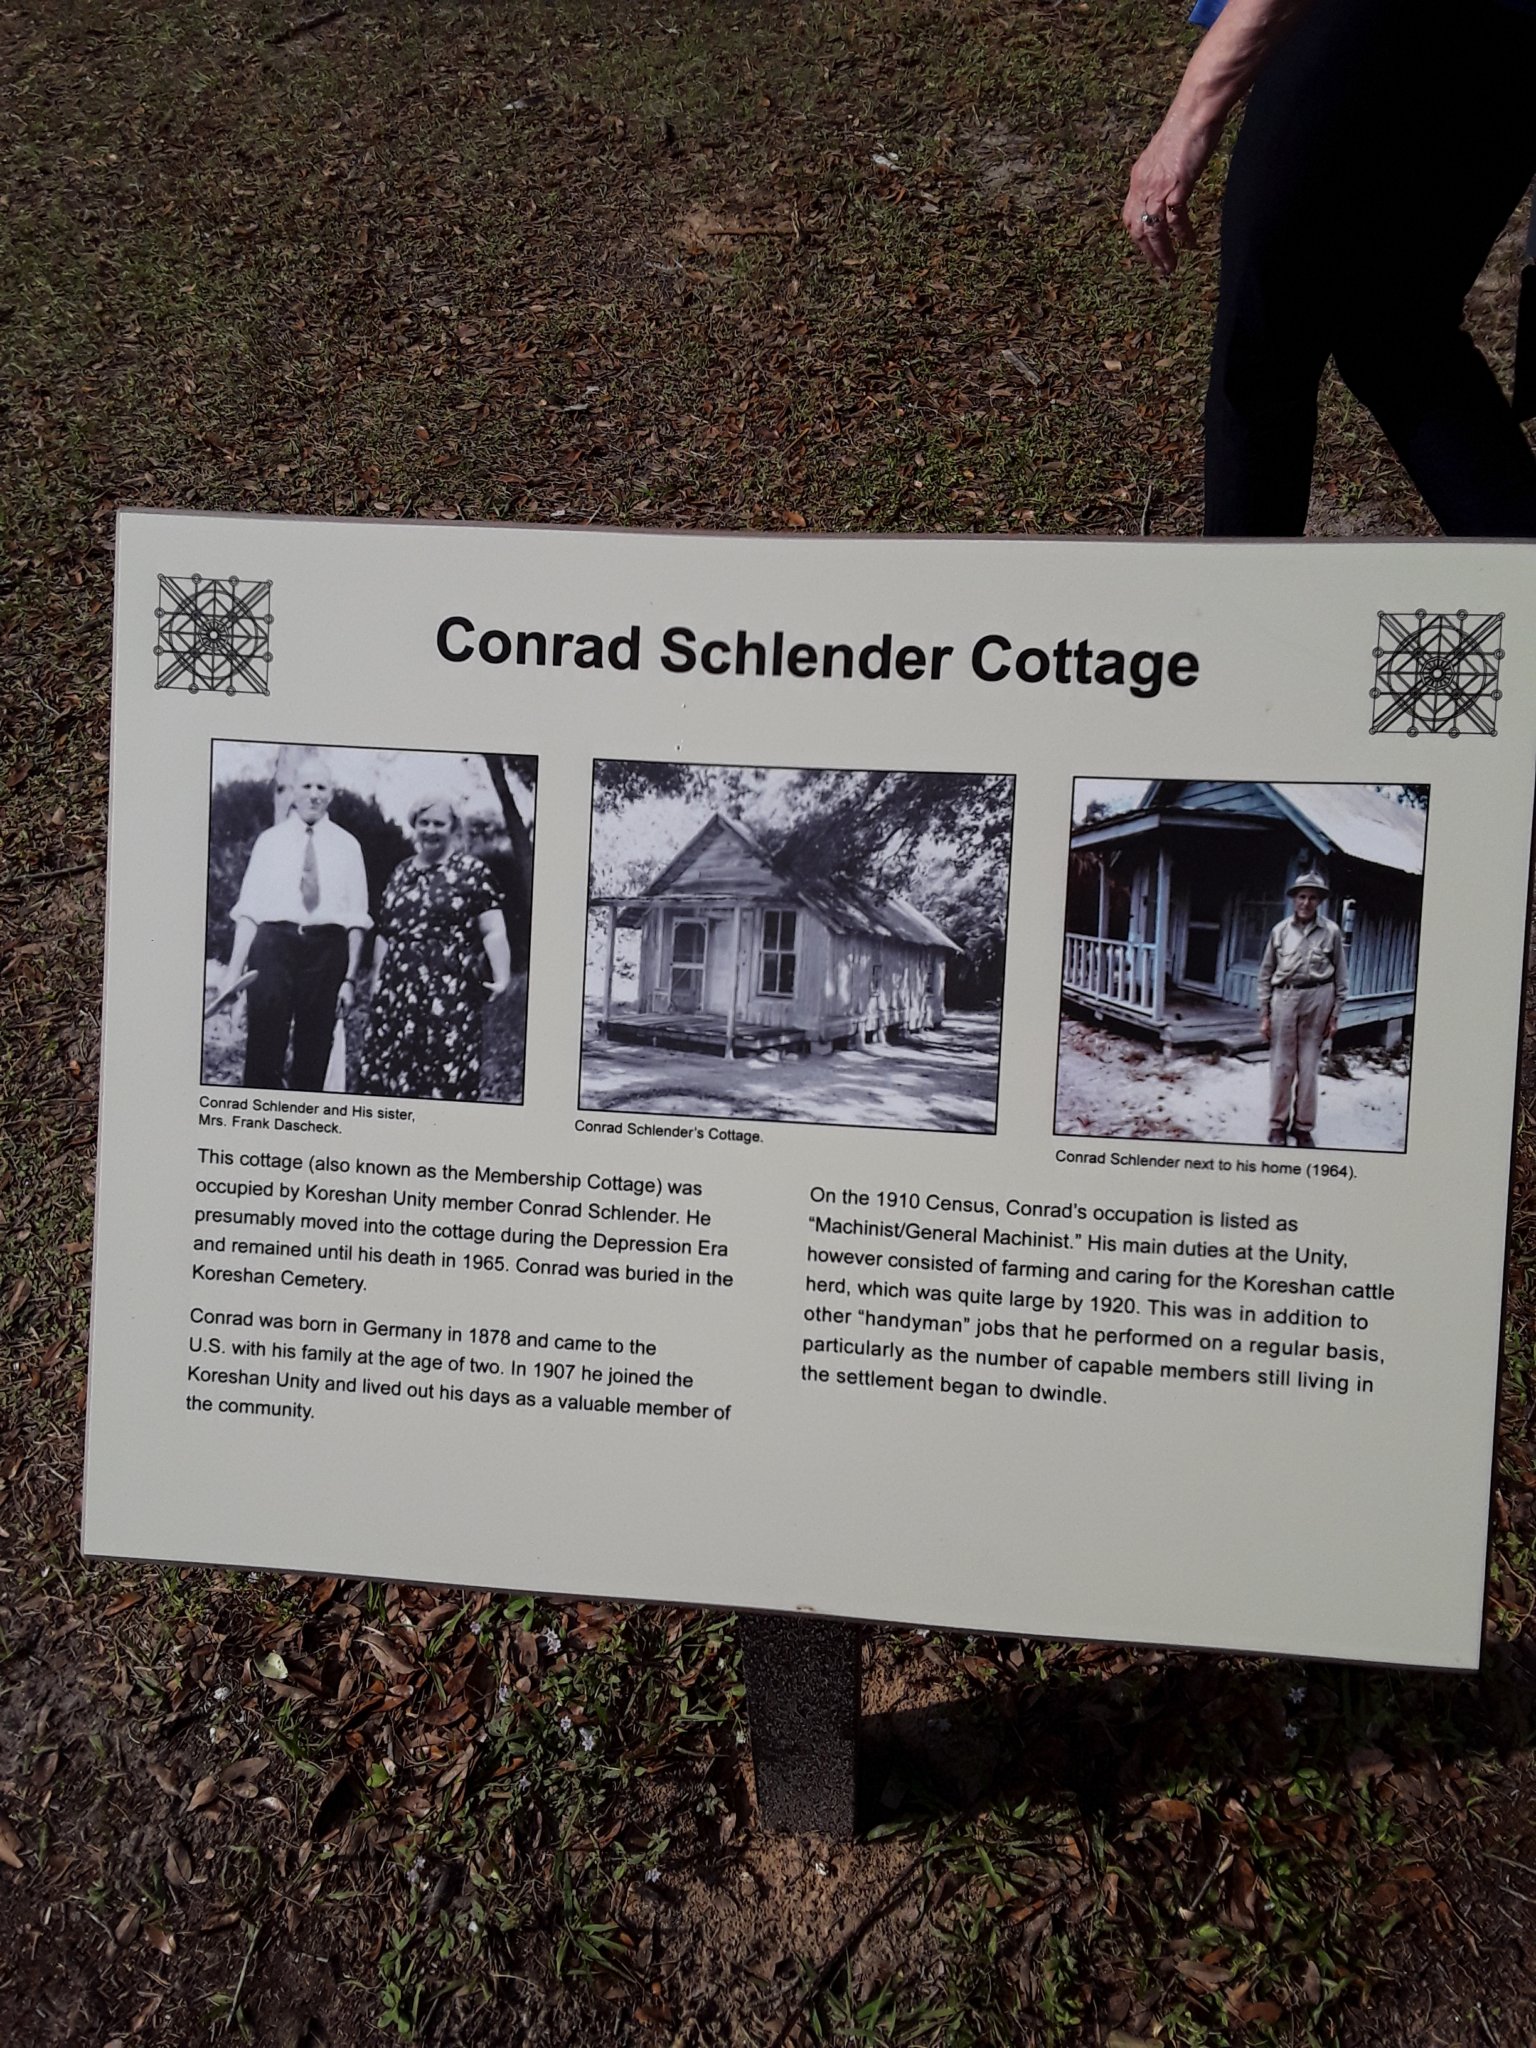 Conrad Schlender Cottage
Conrad Schlender and His sister,
Mrs. Frank Dascheck.
Conrad Schlender's Cottage.
Conrad Schlender next to his home (1964).
This cottage (also known as the Membership Cottage) was
occupied by Koreshan Unity member Conrad Schlender. He
presumably moved into the cottage during the Depression Era
and remained until his death in 1965. Conrad was buried in the
Koreshan Cemetery.
Conrad was born in Germany in 1878 and came to the
U.S. with his family at the age of two. In 1907 he joined the
Koreshan Unity and lived out his days as a valuable member of
the community.
On the 1910 Census, Conrad's occupation is listed as
“Machinist/General Machinist.” His main duties at the Unity,
however consisted of farming and caring for the Koreshan cattle
herd, which was quite large by 1920. This was in addition to
other “handyman” jobs that he performed on a regular basis,
particularly as the number of capable members still living in
the settlement began to dwindle.